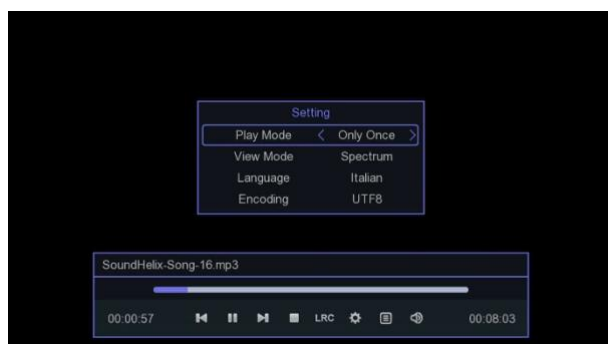 Setting
Play Mode < Only Once >
View Mode Spectrum
Language Italian
Encoding UTF8
SoundHelix-Song-16.mp3
00:00:57 LRC 00:08:03